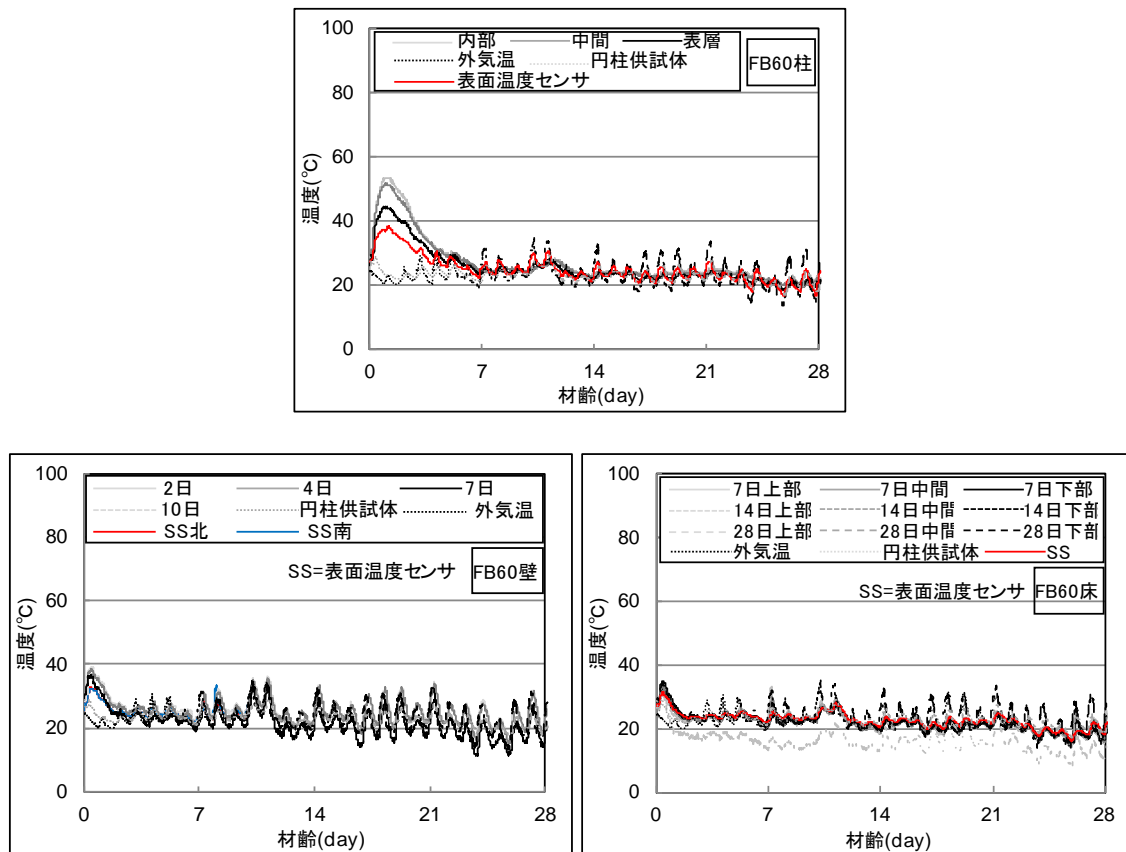 100
80
60
40
20
0
温度(℃)
内部 中間 表層
外気温 円柱供試体
表面温度センサ
FB60柱
0 7 14 21 28
材齢(day)
100
80
60
40
20
0
温度(℃)
2日 4日 7日
10日 円柱供試体 外気温
SS北 SS南
SS=表面温度センサ FB60壁
0 7 14 21 28
材齢(day)
100
80
60
40
20
0
温度(℃)
7日上部 7日中間 7日下部
14日上部 14日中間 14日下部
28日上部 28日中間 28日下部
外気温 円柱供試体 SS
SS=表面温度センサ FB60床
0 7 14 21 28
材齢(day)